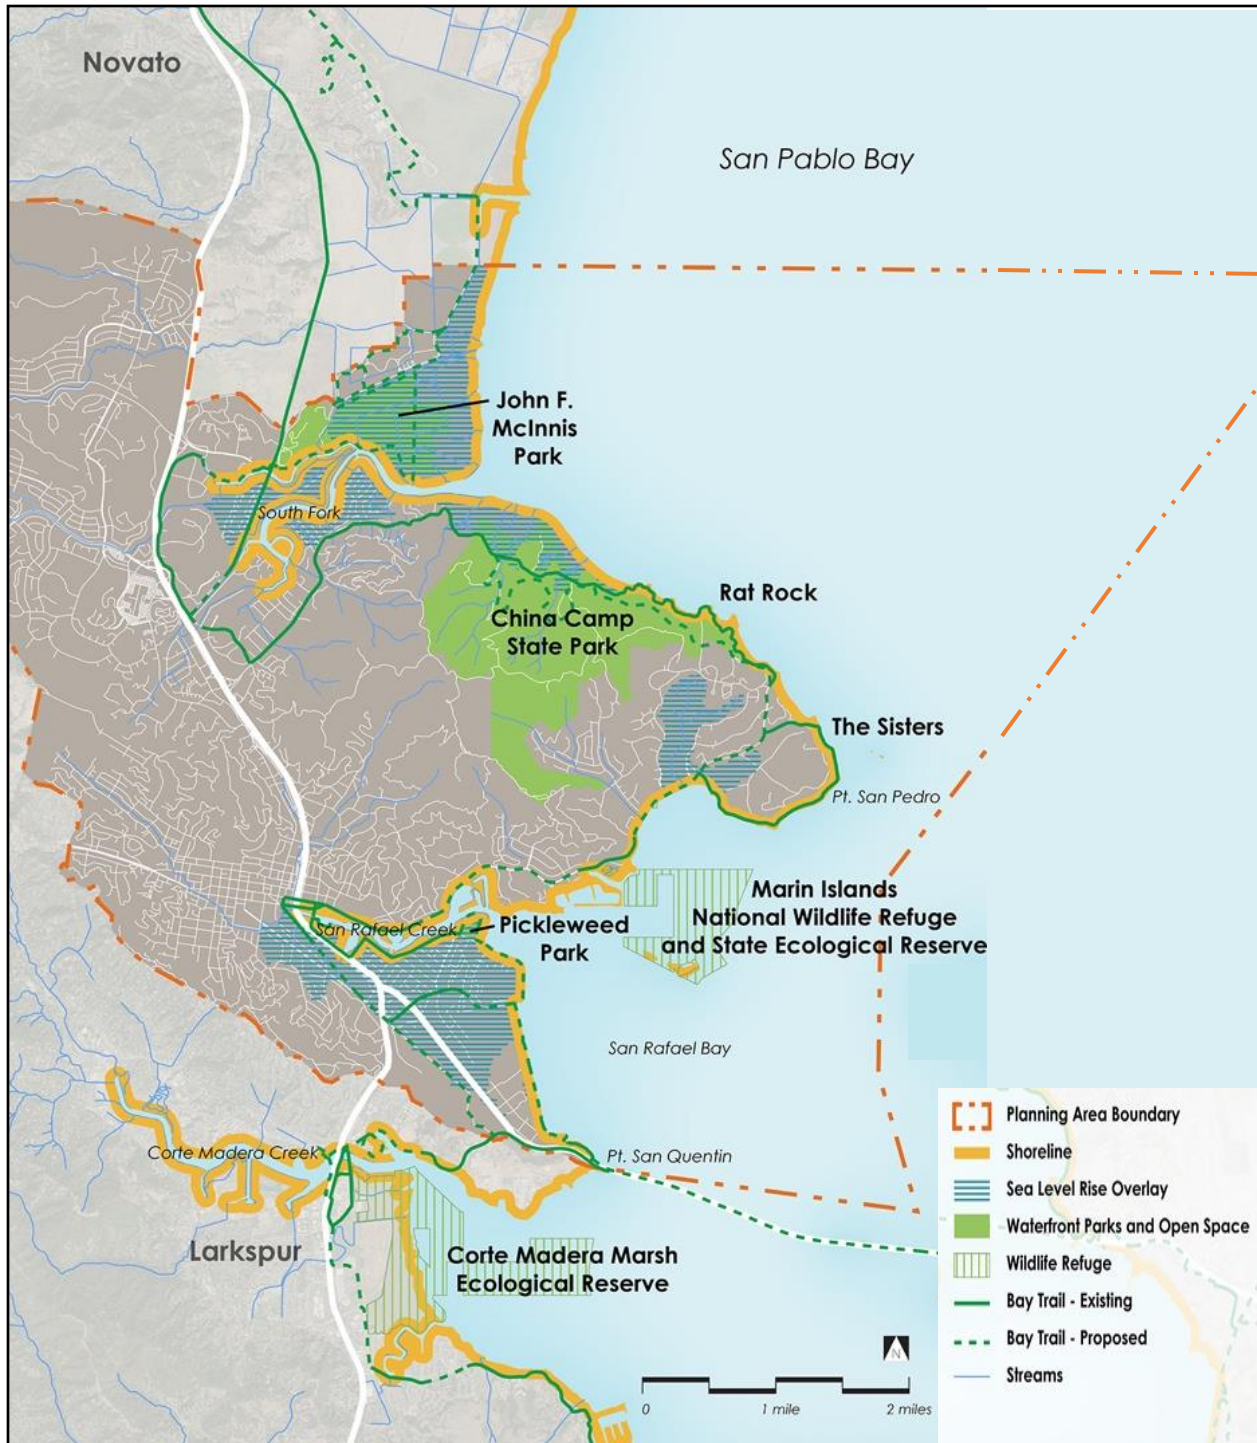 Novato
San Pablo Bay
John F.
McInnis
Park
South Fork
Rat Rock
China Camp
State Park
The Sisters
Pt. San Pedro
Marin Islands
National Wildlife Refuge
and State Ecological Reserve
San Rafael Creek
Pickleweed
Park
San Rafael Bay
Corte Madera Creek
Pt. San Quentin
Larkspur
Corte Madera Marsh
Ecological Reserve
N
0 1 mile 2 miles
Planning Area Boundary
Shoreline
Sea Level Rise Overlay
Waterfront Parks and Open Space
Wildlife Refuge
Bay Trail - Existing
Bay Trail - Proposed
Streams